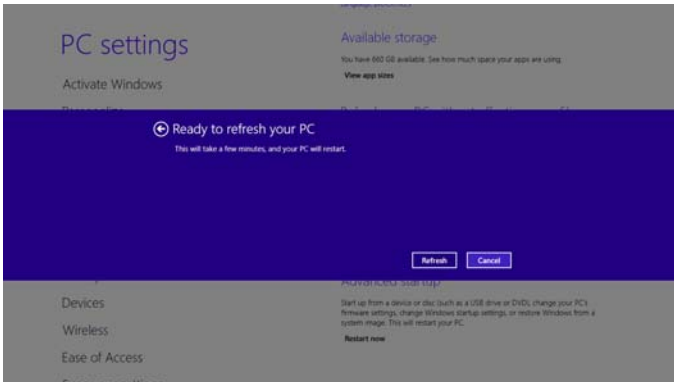 PC settings
Activate Windows
Available storage
You have 660 GB available. See how much space your apps are using.
View app sizes
Ready to refresh your PC
This will take a few minutes, and your PC will restart.
Refresh
Cancel
Devices
Wireless
Ease of Access
Advanced startup
Start up from a device or disc (such as a USB drive or DVD), change your PC's
firmware settings, change Windows startup settings, or restore Windows from a
system image. This will restart your PC.
Restart now